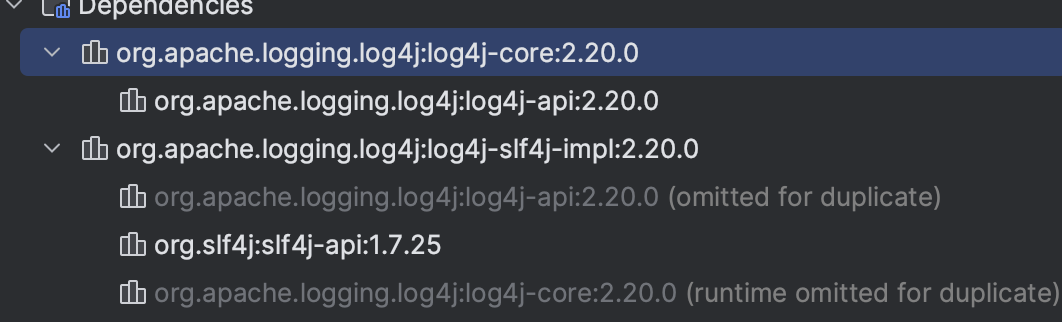 Dependencies
org.apache.logging.log4j:log4j-core:2.20.0
org.apache.logging.log4j:log4j-api:2.20.0
org.apache.logging.log4j:log4j-slf4j-impl:2.20.0
org.apache.logging.log4j:log4j-api:2.20.0 (omitted for duplicate)
org.slf4j:slf4j-api:1.7.25
org.apache.logging.log4j:log4j-core:2.20.0 (runtime omitted for duplicate)